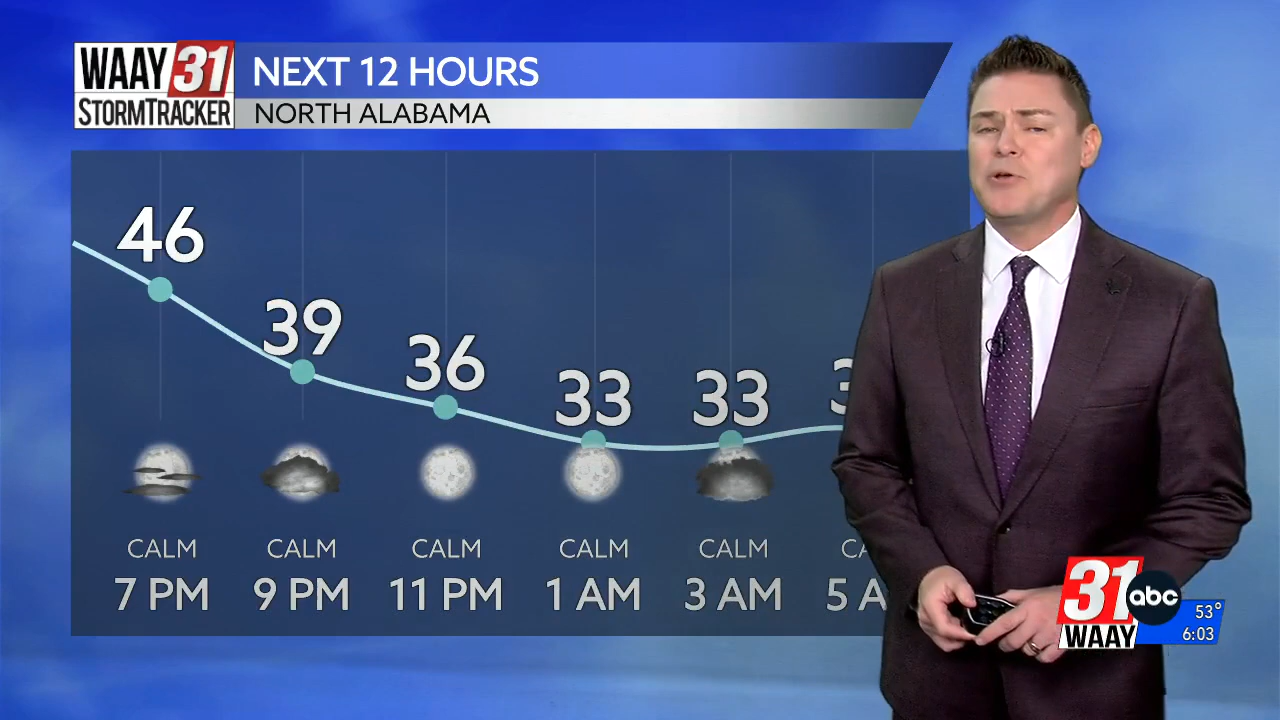 WAAY 31
STORMTRACKER
NEXT 12 HOURS
NORTH ALABAMA
46
39
36
33
33
CALM
CALM
CALM
CALM
CALM
7 PM
9 PM
11 PM
1 AM
3 AM
31
abc
WAAY
53°
6:03